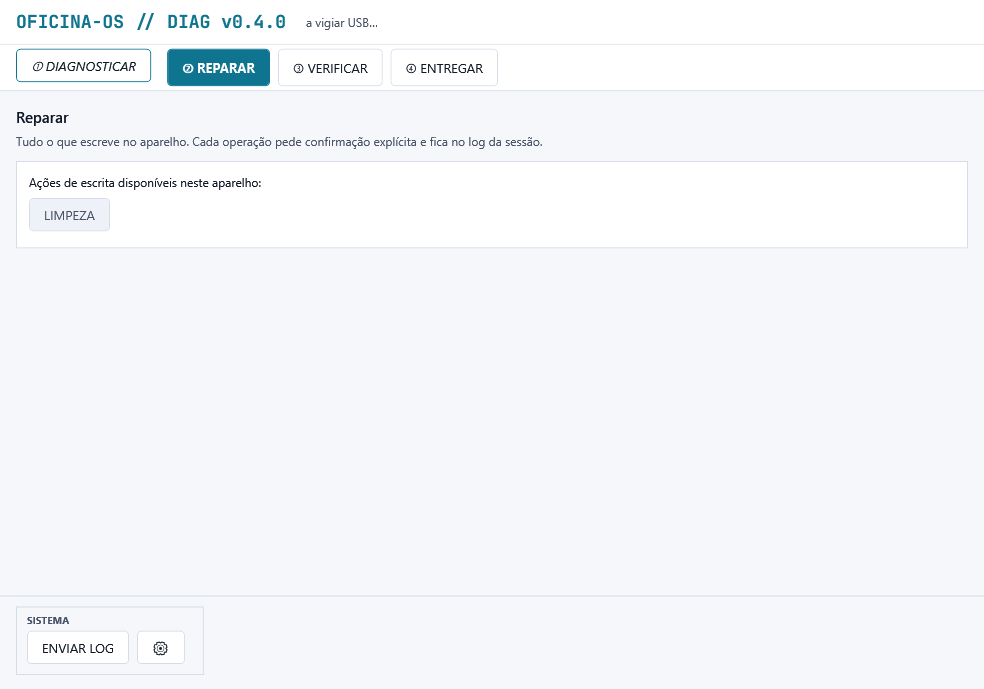 OFICINA-OS // DIAG v0.4.0 a vigiar USB...
① DIAGNOSTICAR ② REPARAR ③ VERIFICAR ④ ENTREGAR
Reparar
Tudo o que escreve no aparelho. Cada operação pede confirmação explícita e fica no log da sessão.
Ações de escrita disponíveis neste aparelho:
LIMPEZA
SISTEMA
ENVIAR LOG